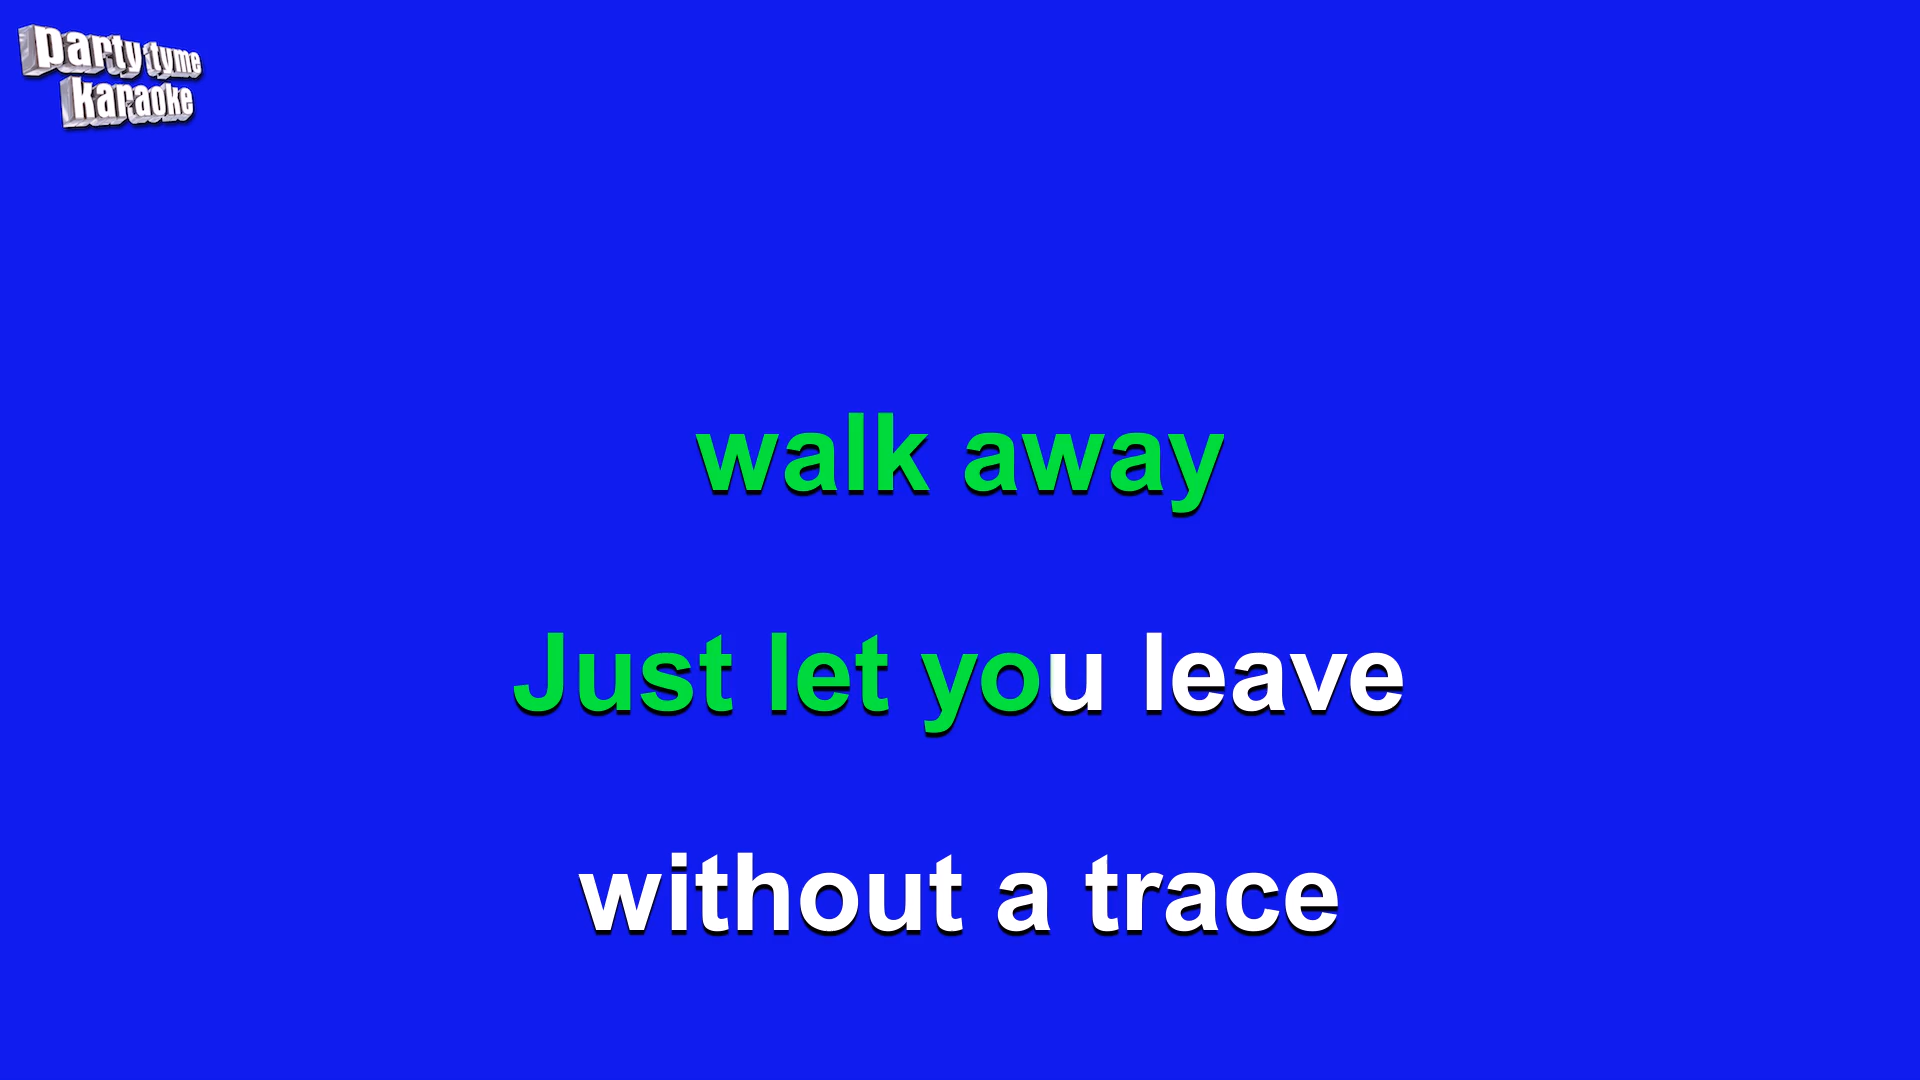 party tyme
karaoke
walk away
Just let you leave
without a trace